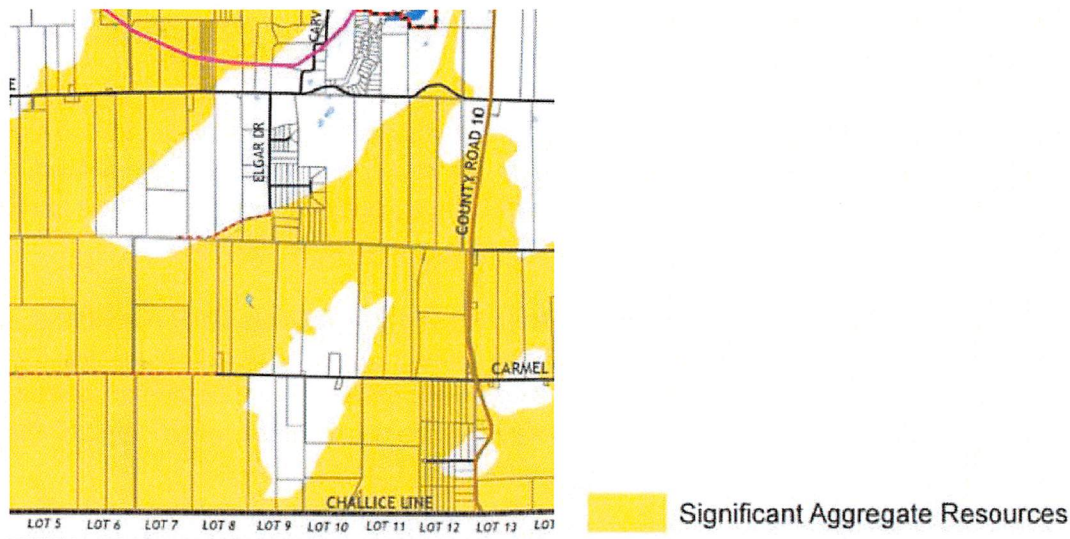 CARV
E
ELGAR DR
COUNTY ROAD 10
CARMEL
CHALLICE LINE
LOT 5 LOT 6 LOT 7 LOT 8 LOT 9 LOT 10 LOT 11 LOT 12 LOT 13 LOT
Significant Aggregate Resources